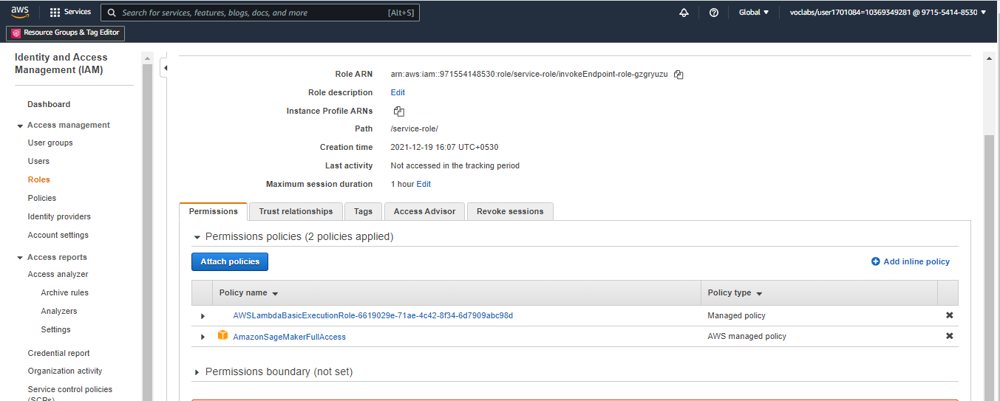 aws Services Search for services, features, blogs, docs, and more [Alt+S] Global voclabs/user1701084=10369349281 @ 9715-5414-8530
Resource Groups & Tag Editor
Identity and Access
Management (IAM)
Dashboard
Access management
User groups
Users
Roles
Policies
Identity providers
Account settings
Access reports
Access analyzer
Archive rules
Analyzers
Settings
Credential report
Organization activity
Service control policies
(SCPs)
Role ARN arn:aws:iam::971554148530:role/service-role/invokeEndpoint-role-gzgryuzu
Role description Edit
Instance Profile ARNs
Path /service-role/
Creation time 2021-12-19 16:07 UTC+0530
Last activity Not accessed in the tracking period
Maximum session duration 1 hour Edit
Permissions Trust relationships Tags Access Advisor Revoke sessions
Permissions policies (2 policies applied)
Attach policies Add inline policy
Policy name Policy type
AWSLambdaBasicExecutionRole-6619029e-71ae-4c42-8f34-6d7909abc98d Managed policy
AmazonSageMakerFullAccess AWS managed policy
Permissions boundary (not set)